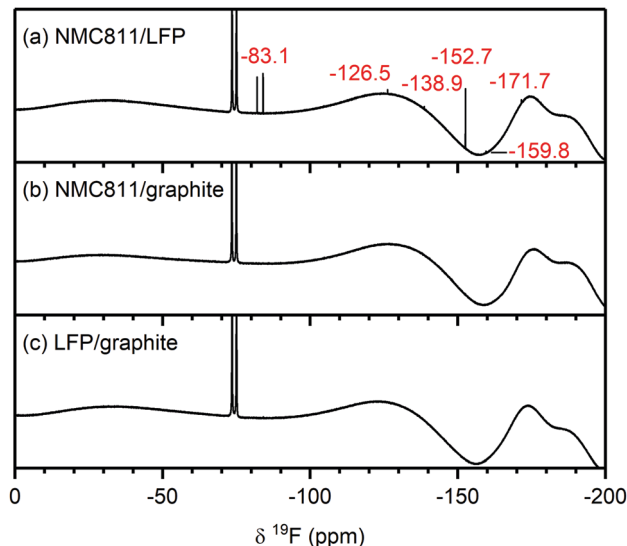 (a) NMC811/LFP
-83.1
-126.5
-138.9
-152.7
-171.7
-159.8
(b) NMC811/graphite
(c) LFP/graphite
0 -50 -100 -150 -200
δ ¹⁹F (ppm)